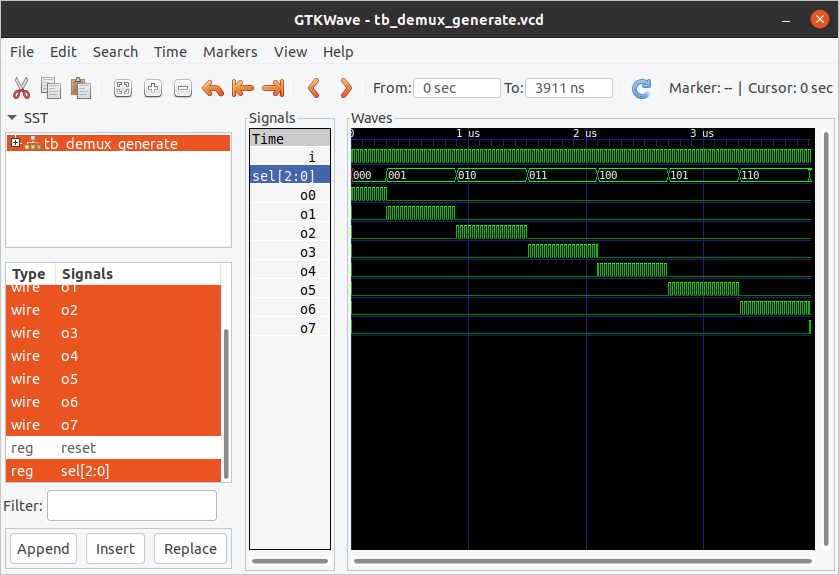 GTKWave - tb_demux_generate.vcd
File Edit Search Time Markers View Help
From: 0 sec To: 3911 ns Marker: -- | Cursor: 0 sec
SST
tb_demux_generate
Type Signals
wire o1
wire o2
wire o3
wire o4
wire o5
wire o6
wire o7
reg reset
reg sel[2:0]
Filter:
Append Insert Replace
Signals
Time
i
sel[2:0]
o0
o1
o2
o3
o4
o5
o6
o7
Waves
0 1 us 2 us 3 us
000 001 010 011 100 101 110